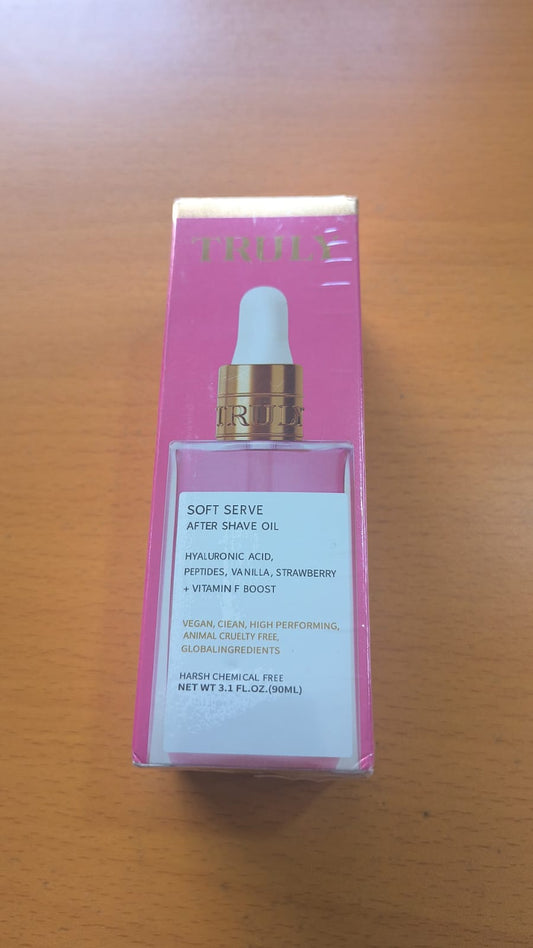 TRULY
TRULY
SOFT SERVE
AFTER SHAVE OIL
HYALURONIC ACID,
PEPTIDES, VANILLA, STRAWBERRY
+ VITAMIN F BOOST
VEGAN, CIEAN, HIGH PERFORMING,
ANIMAL CRUELTY FREE,
GLOBALINGREDIENTS
HARSH CHEMICAL FREE
NET WT 3.1 FL.OZ.(90ML)